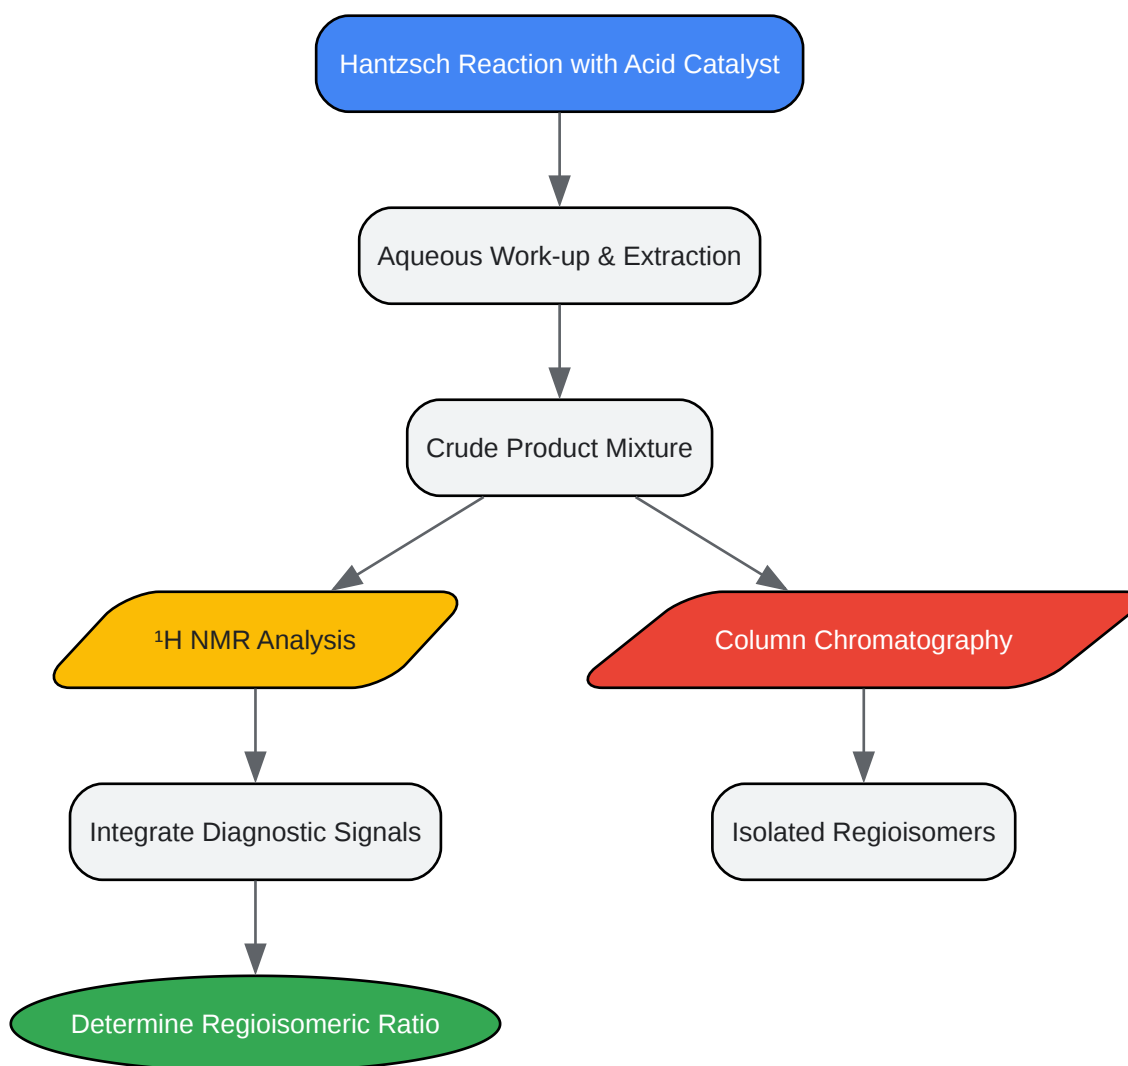 Hantzsch Reaction with Acid Catalyst
Aqueous Work-up & Extraction
Crude Product Mixture
¹H NMR Analysis
Column Chromatography
Integrate Diagnostic Signals
Isolated Regioisomers
Determine Regioisomeric Ratio